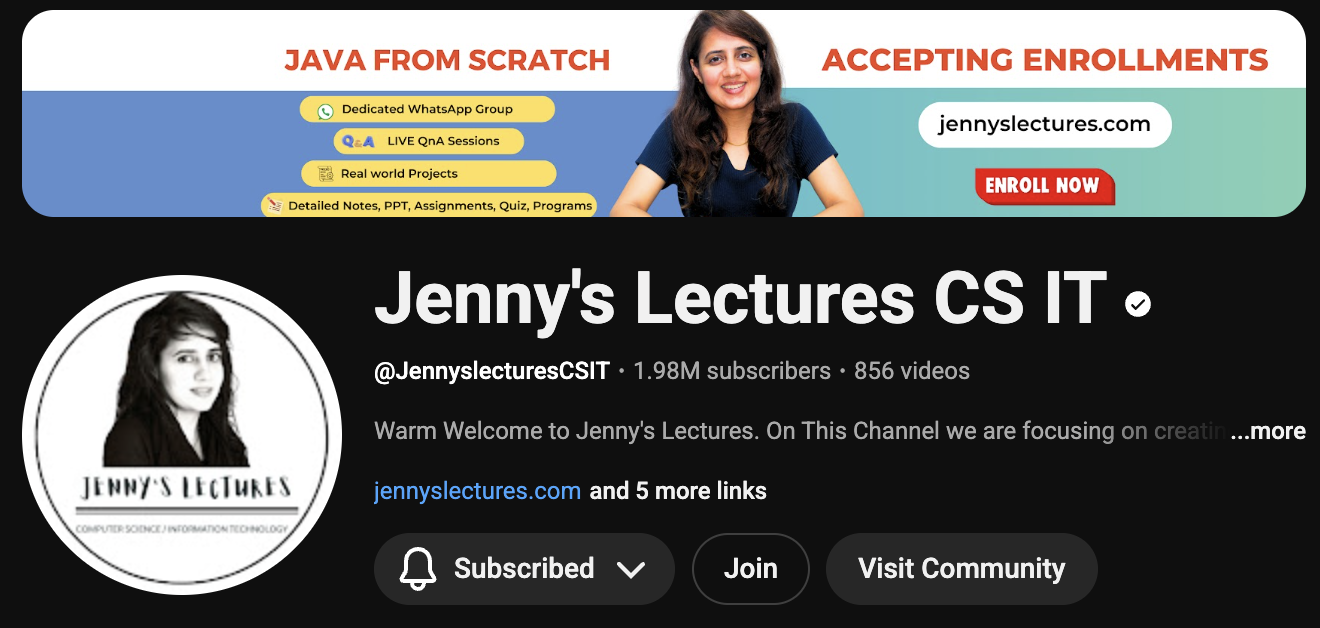 JAVA FROM SCRATCH
Dedicated WhatsApp Group
Q&A LIVE QnA Sessions
Real world Projects
Detailed Notes, PPT, Assignments, Quiz, Programs
ACCEPTING ENROLLMENTS
jennyslectures.com
ENROLL NOW
JENNY'S LECTURES
COMPUTER SCIENCE / INFORMATION TECHNOLOGY
Jenny's Lectures CS IT
@JennyslecturesCSIT • 1.98M subscribers • 856 videos
Warm Welcome to Jenny's Lectures. On This Channel we are focusing on creatin ...more
jennyslectures.com and 5 more links
Subscribed
Join
Visit Community